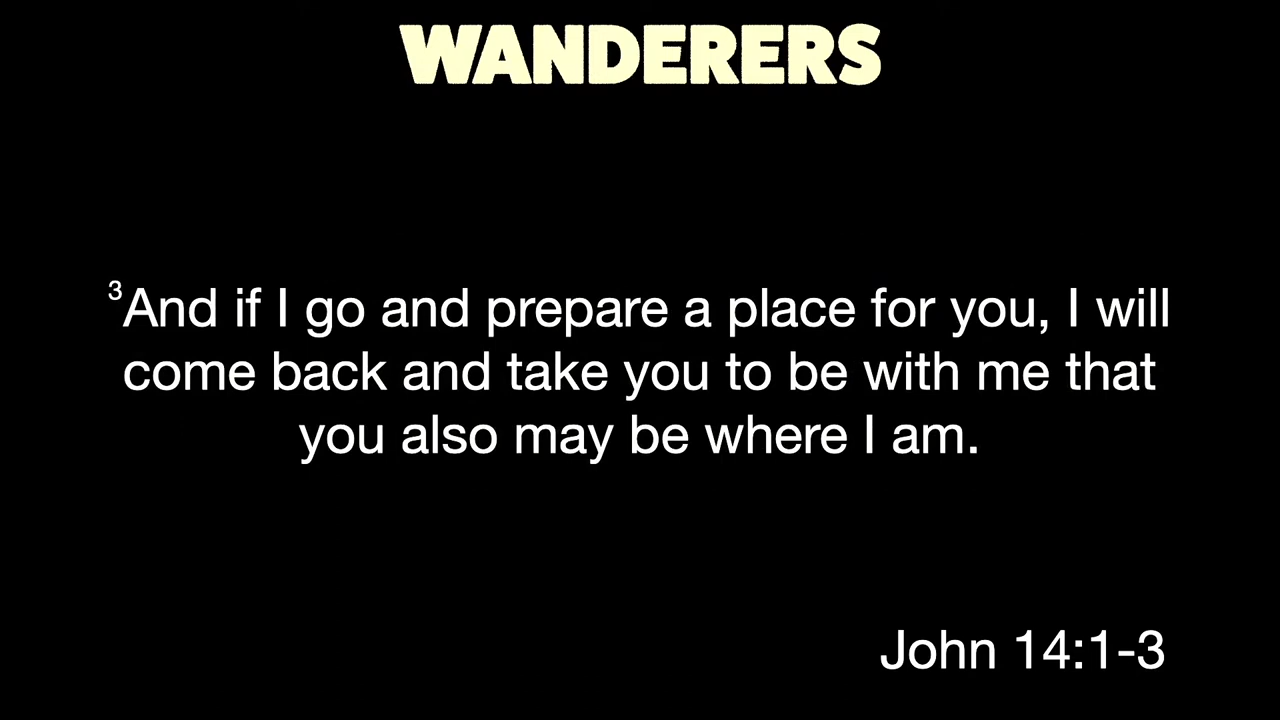 WANDERERS
³And if I go and prepare a place for you, I will
come back and take you to be with me that
you also may be where I am.
John 14:1-3